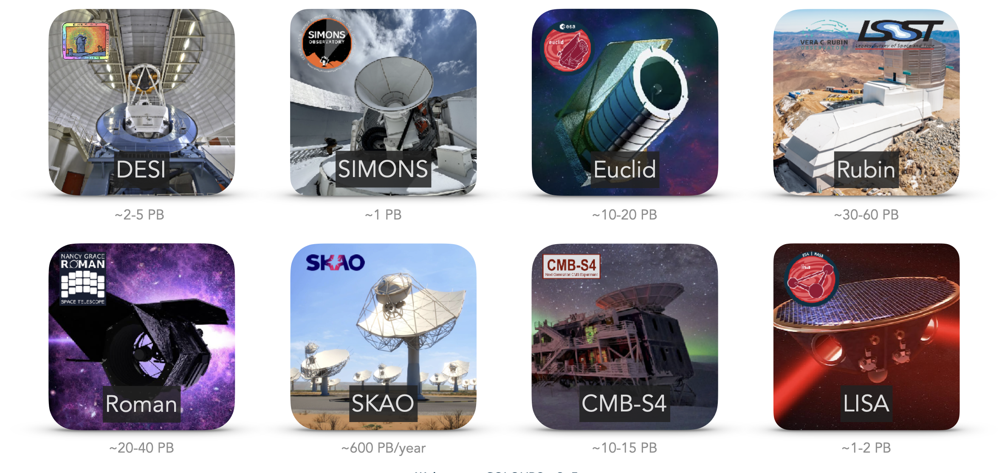 SIMONS
OBSERVATORY
esa
euclid
VERA C. RUBIN
OBSERVATORY
LSST
Legacy Survey of Space and Time
DESI
SIMONS
Euclid
Rubin
~2-5 PB
~1 PB
~10-20 PB
~30-60 PB
NANCY GRACE
ROMAN
SPACE TELESCOPE
SKAO
CMB-S4
Next Generation CMB Experiment
lisa
Roman
SKAO
CMB-S4
LISA
~20-40 PB
~600 PB/year
~10-15 PB
~1-2 PB